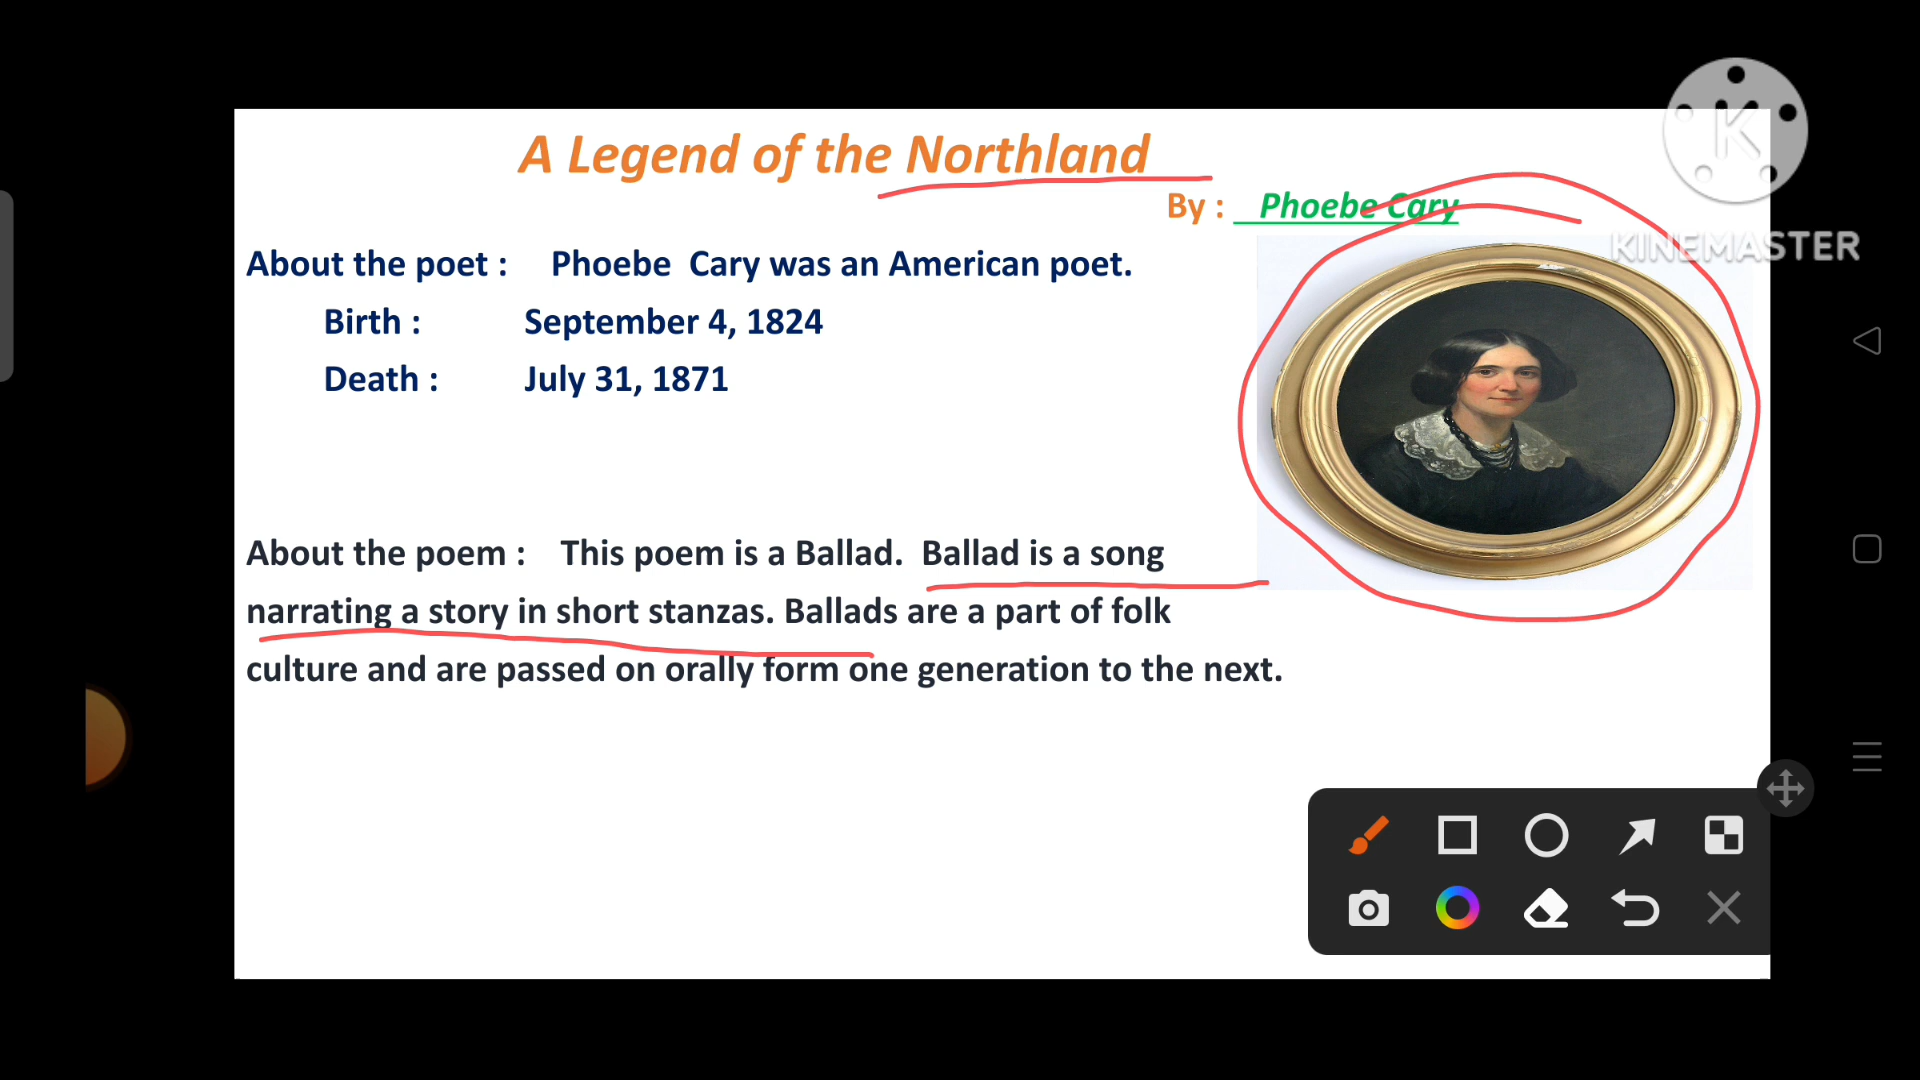 A Legend of the Northland
By : Phoebe Cary
About the poet : Phoebe Cary was an American poet.
Birth : September 4, 1824
Death : July 31, 1871
About the poem : This poem is a Ballad. Ballad is a song
narrating a story in short stanzas. Ballads are a part of folk
culture and are passed on orally form one generation to the next.
K
KINEMASTER